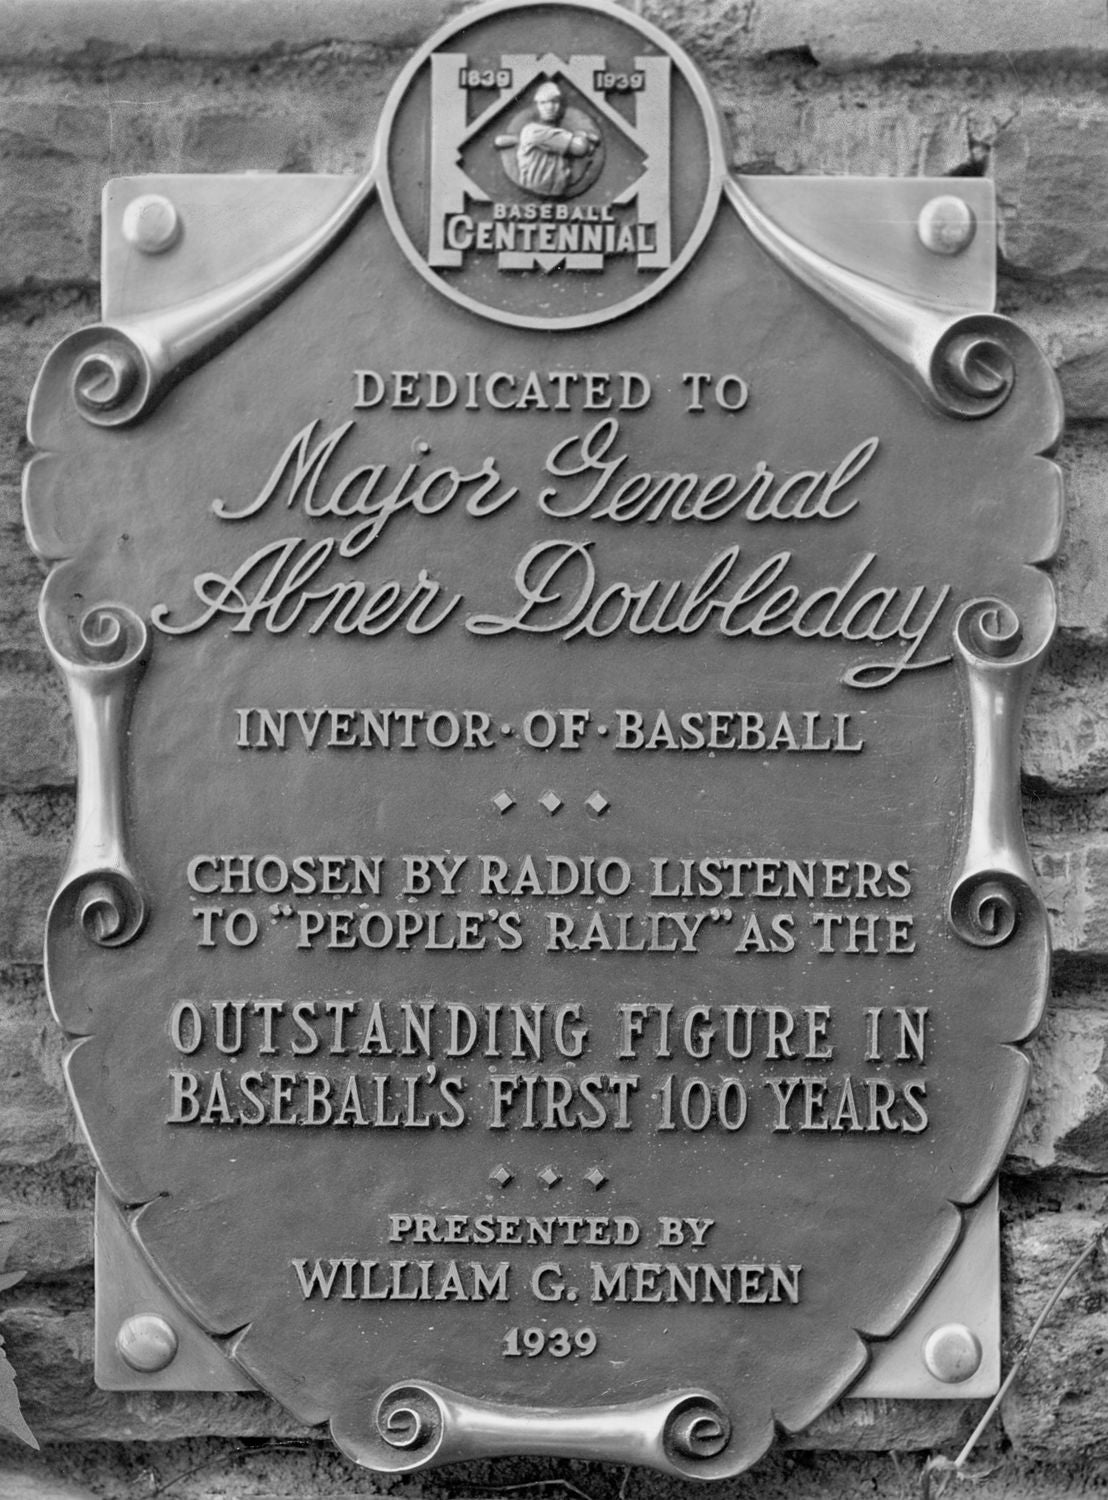 1839 1939
BASEBALL
CENTENNIAL
DEDICATED TO
Major General
Abner Doubleday
INVENTOR·OF·BASEBALL
CHOSEN BY RADIO LISTENERS
TO "PEOPLE'S RALLY" AS THE
OUTSTANDING FIGURE IN
BASEBALL'S FIRST 100 YEARS
PRESENTED BY
WILLIAM G. MENNEN
1939